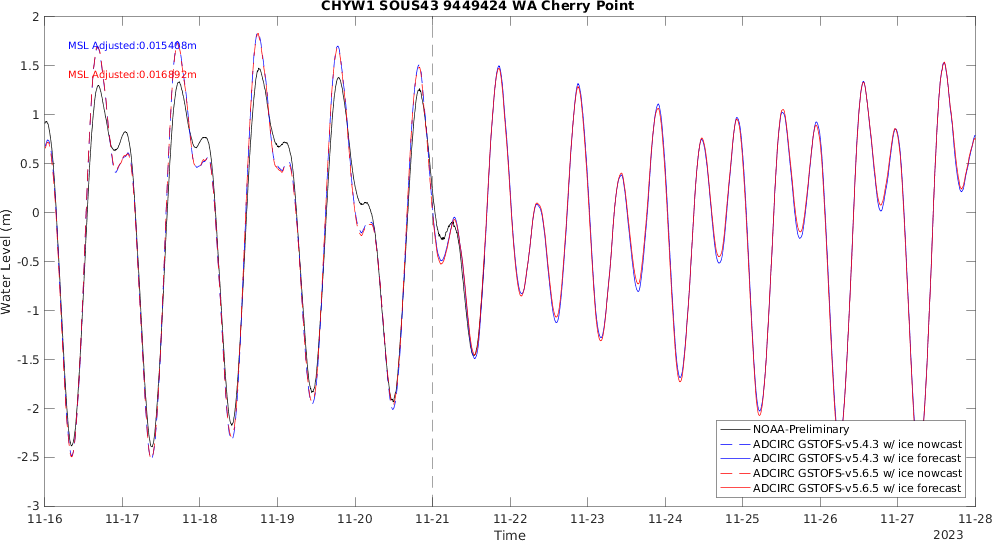 CHYW1 SOUS43 9449424 WA Cherry Point
MSL Adjusted:0.015408m
MSL Adjusted:0.016892m
Water Level (m)
2
1.5
1
0.5
0
-0.5
-1
-1.5
-2
-2.5
-3
NOAA-Preliminary
ADCIRC GSTOFS-v5.4.3 w/ ice nowcast
ADCIRC GSTOFS-v5.4.3 w/ ice forecast
ADCIRC GSTOFS-v5.6.5 w/ ice nowcast
ADCIRC GSTOFS-v5.6.5 w/ ice forecast
11-16 11-17 11-18 11-19 11-20 11-21 11-22 11-23 11-24 11-25 11-26 11-27 11-28
Time
2023